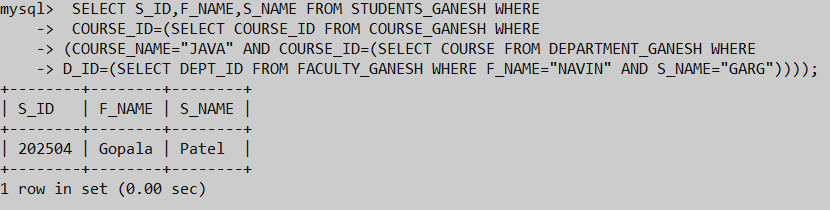 mysql>  SELECT S_ID,F_NAME,S_NAME FROM STUDENTS_GANESH WHERE
    ->  COURSE_ID=(SELECT COURSE_ID FROM COURSE_GANESH WHERE
    -> (COURSE_NAME="JAVA" AND COURSE_ID=(SELECT COURSE FROM DEPARTMENT_GANESH WHERE
    -> D_ID=(SELECT DEPT_ID FROM FACULTY_GANESH WHERE F_NAME="NAVIN" AND S_NAME="GARG"))));
+--------+--------+--------+
| S_ID   | F_NAME | S_NAME |
+--------+--------+--------+
| 202504 | Gopala | Patel  |
+--------+--------+--------+
1 row in set (0.00 sec)